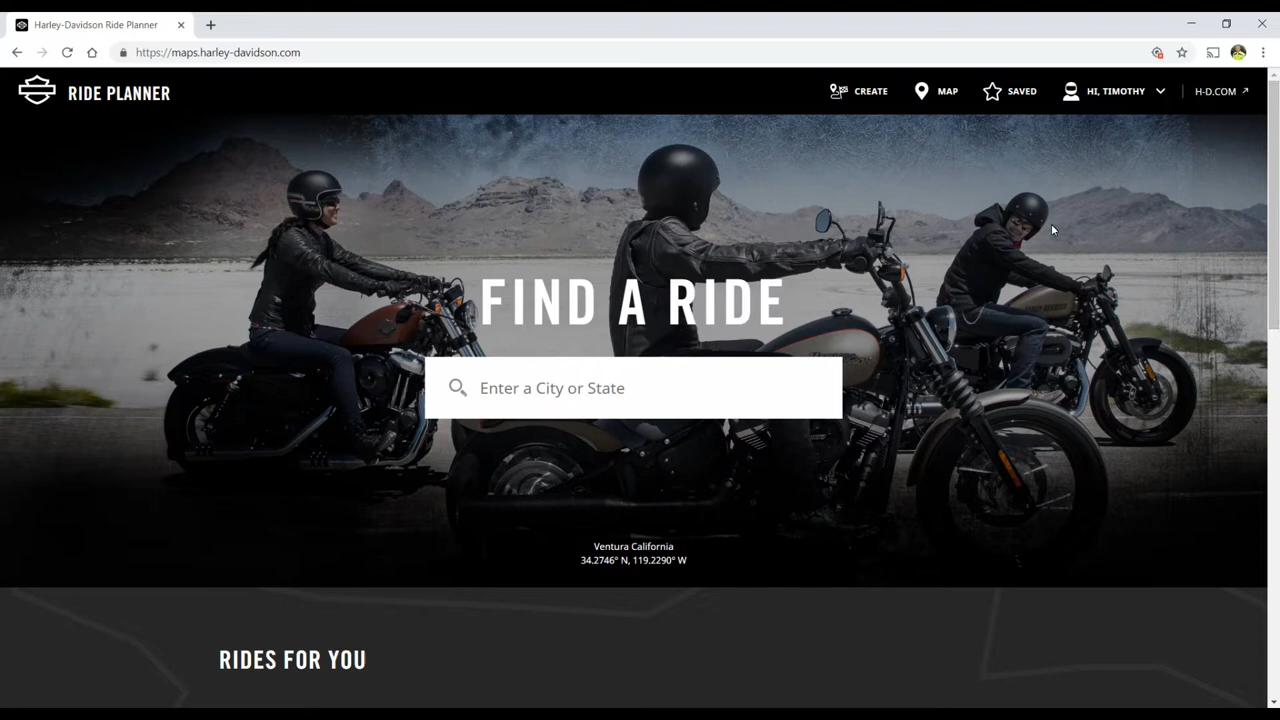 Harley-Davidson Ride Planner
https://maps.harley-davidson.com
RIDE PLANNER
CREATE
MAP
SAVED
HI, TIMOTHY
H-D.COM
FIND A RIDE
Enter a City or State
Ventura California
34.2746° N, 119.2290° W
RIDES FOR YOU